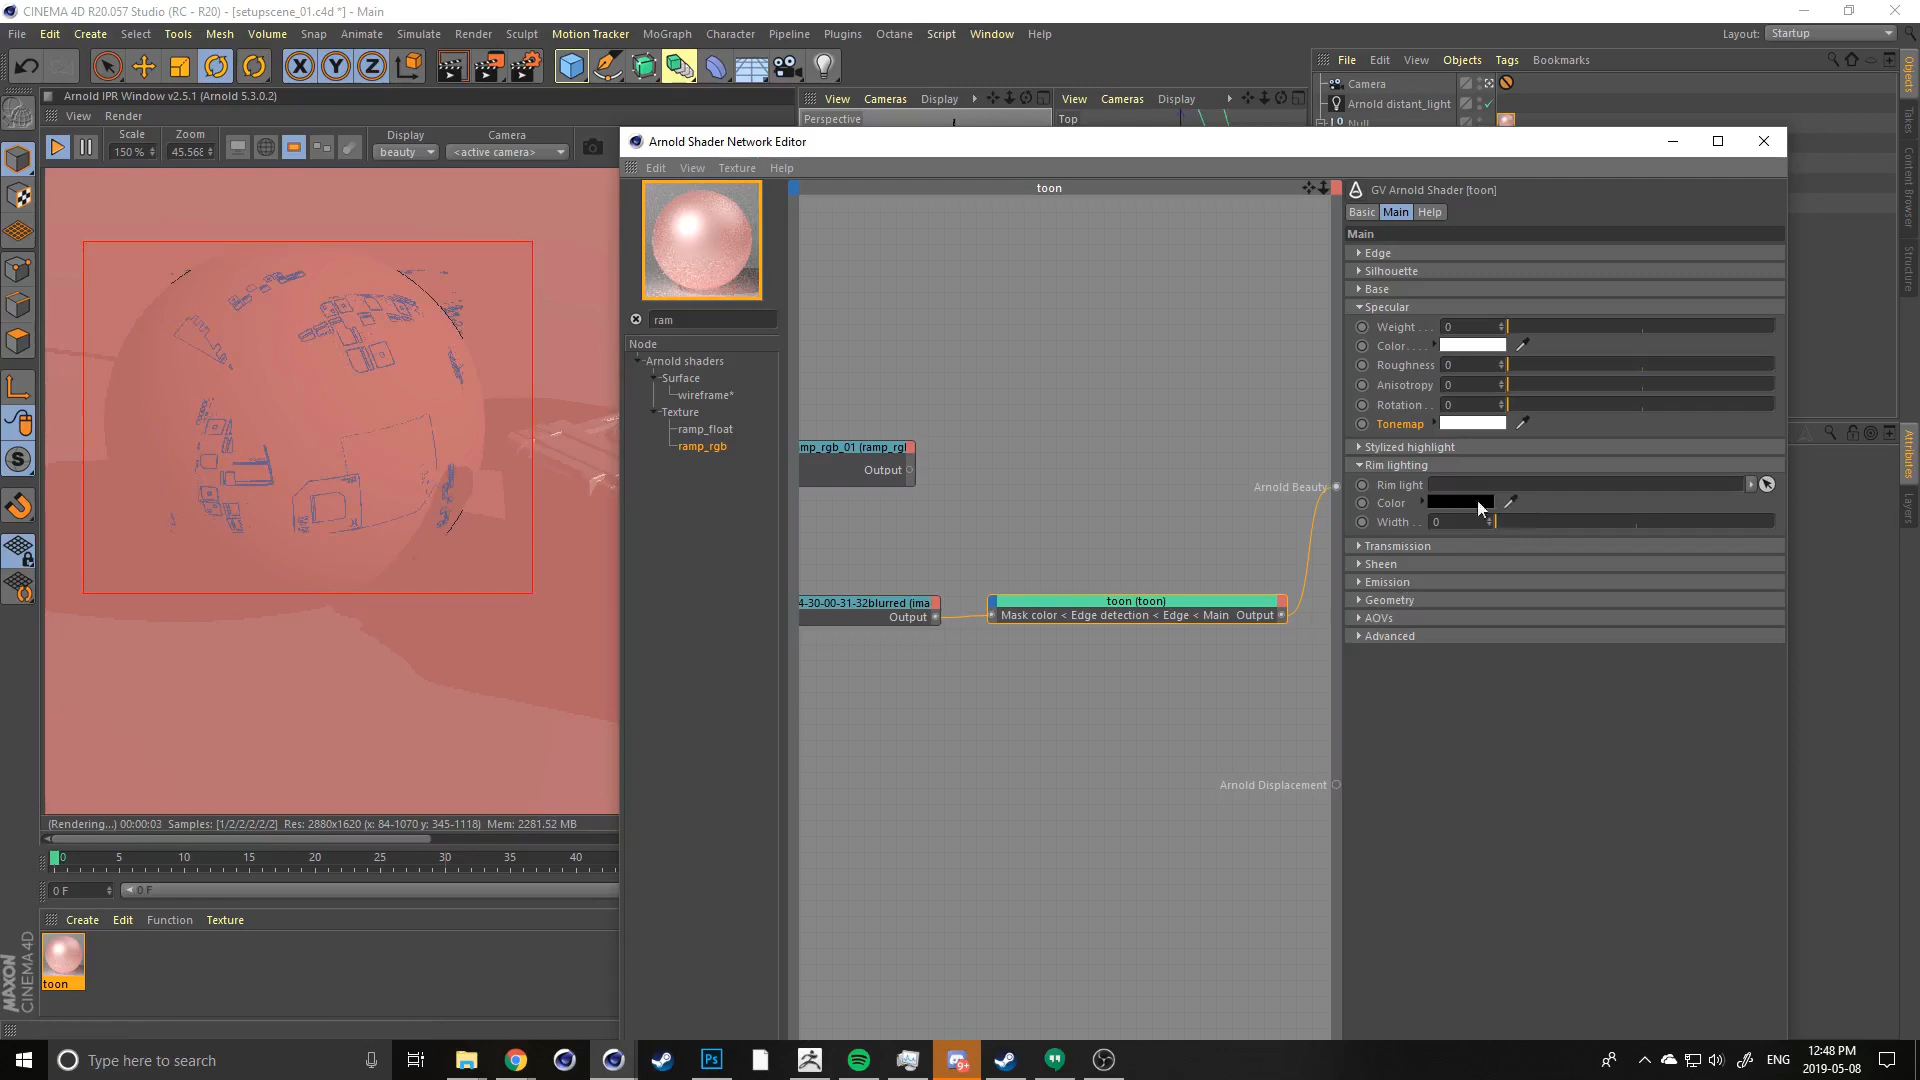 CINEMA 4D R20.057 Studio (RC - R20) - [setupscene_01.c4d *] - Main
File Edit Create Select Tools Mesh Volume Snap Animate Simulate Render Sculpt Motion Tracker MoGraph Character Pipeline Plugins Octane Script Window Help
Layout: Startup
File Edit View Objects Tags Bookmarks
Camera
Arnold distant_light
Null
Objects
Takes
Content Browser
Structure
Attributes
Layers
Arnold IPR Window v2.5.1 (Arnold 5.3.0.2)
View Render
Scale Zoom Display Camera
150 % 45.568 beauty <active camera>
View Cameras Display
Perspective
View Cameras Display
Top
Arnold Shader Network Editor
Edit View Texture Help
ram
Node
Arnold shaders
Surface
wireframe*
Texture
ramp_float
ramp_rgb
toon
mp_rgb_01 (ramp_rgl
Output
Arnold Beauty
4-30-00-31-32blurred (ima
Output
toon (toon)
Mask color < Edge detection < Edge < Main Output
Arnold Displacement
GV Arnold Shader [toon]
Basic Main Help
Main
Edge
Silhouette
Base
Specular
Weight . . . 0
Color. . . .
Roughness 0
Anisotropy 0
Rotation . . 0
Tonemap
Stylized highlight
Rim lighting
Rim light
Color
Width . . 0
Transmission
Sheen
Emission
Geometry
AOVs
Advanced
(Rendering...) 00:00:03 Samples: [1/2/2/2/2/2] Res: 2880x1620 (x: 84-1070 y: 345-1118) Mem: 2281.52 MB
0 5 10 15 20 25 30 35 40
0 F 0 F
Create Edit Function Texture
toon
MAXON
CINEMA 4D
Type here to search
Ps
9+
ENG
12:48 PM
2019-05-08